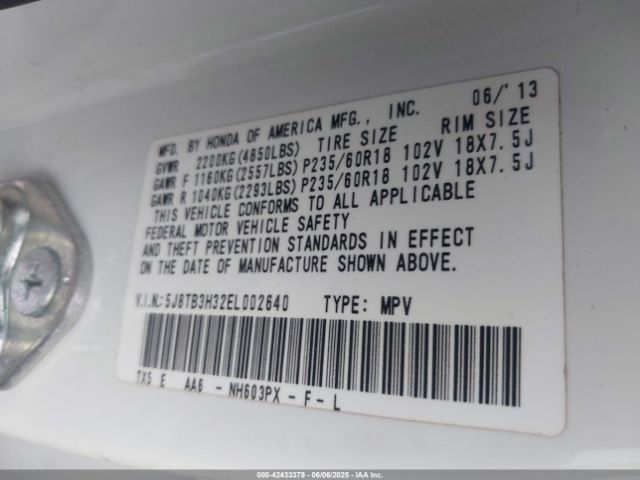 MFD. BY HONDA OF AMERICA MFG., INC. 06/'13
GVWR 2200KG(4850LBS) TIRE SIZE RIM SIZE
GAWR F 1160KG(2557LBS) P235/60R18 102V 18X7.5J
GAWR R 1040KG(2293LBS) P235/60R18 102V 18X7.5J
THIS VEHICLE CONFORMS TO ALL APPLICABLE
FEDERAL MOTOR VEHICLE SAFETY
AND THEFT PREVENTION STANDARDS IN EFFECT
ON THE DATE OF MANUFACTURE SHOWN ABOVE.
V.I.N.: 5J8TB3H32EL002640 TYPE: MPV
TX5 E AA6 - NH603PX - F - L
000-42433379 | 06/06/2025 - IAAI, Inc.